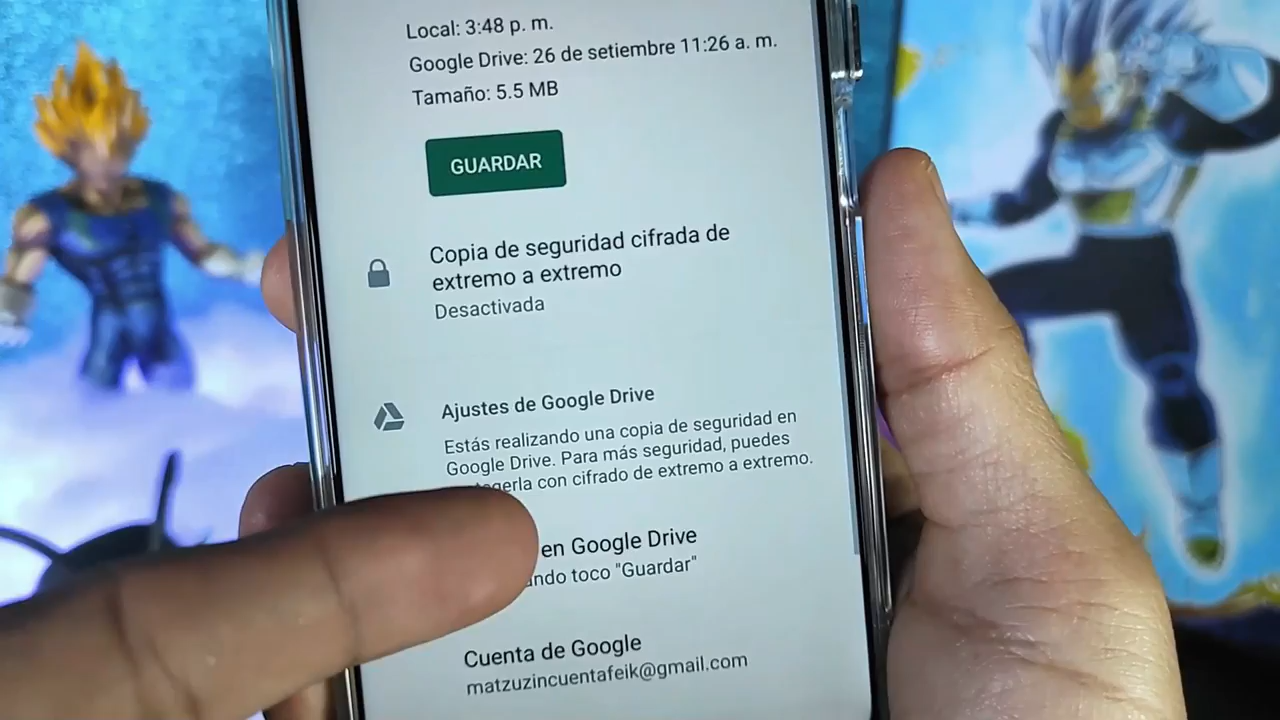 Local: 3:48 p. m.
Google Drive: 26 de setiembre 11:26 a. m.
Tamaño: 5.5 MB
GUARDAR
Copia de seguridad cifrada de
extremo a extremo
Desactivada
Ajustes de Google Drive
Estás realizando una copia de seguridad en
Google Drive. Para más seguridad, puedes
con cifrado de extremo a extremo.
en Google Drive
toco "Guardar"
Cuenta de Google
matzuzincuentafeik@gmail.com